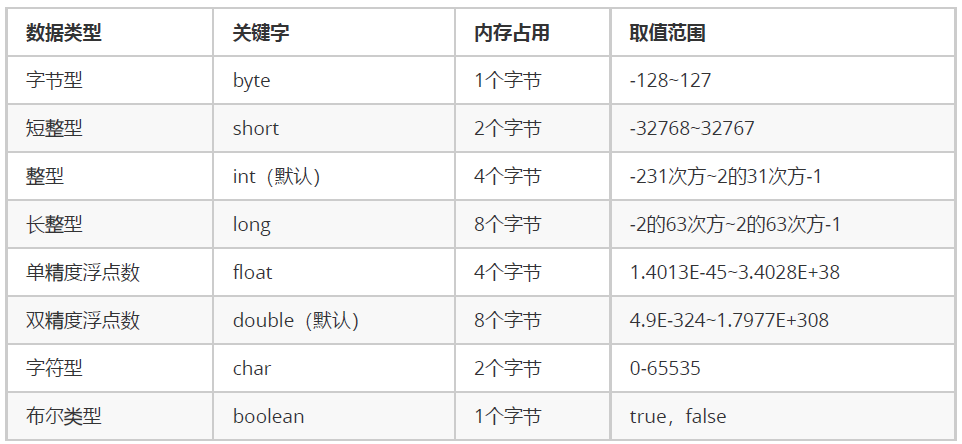 数据类型 关键字 内存占用 取值范围
字节型 byte 1个字节 -128~127
短整型 short 2个字节 -32768~32767
整型 int（默认） 4个字节 -231次方~2的31次方-1
长整型 long 8个字节 -2的63次方~2的63次方-1
单精度浮点数 float 4个字节 1.4013E-45~3.4028E+38
双精度浮点数 double（默认） 8个字节 4.9E-324~1.7977E+308
字符型 char 2个字节 0-65535
布尔类型 boolean 1个字节 true，false